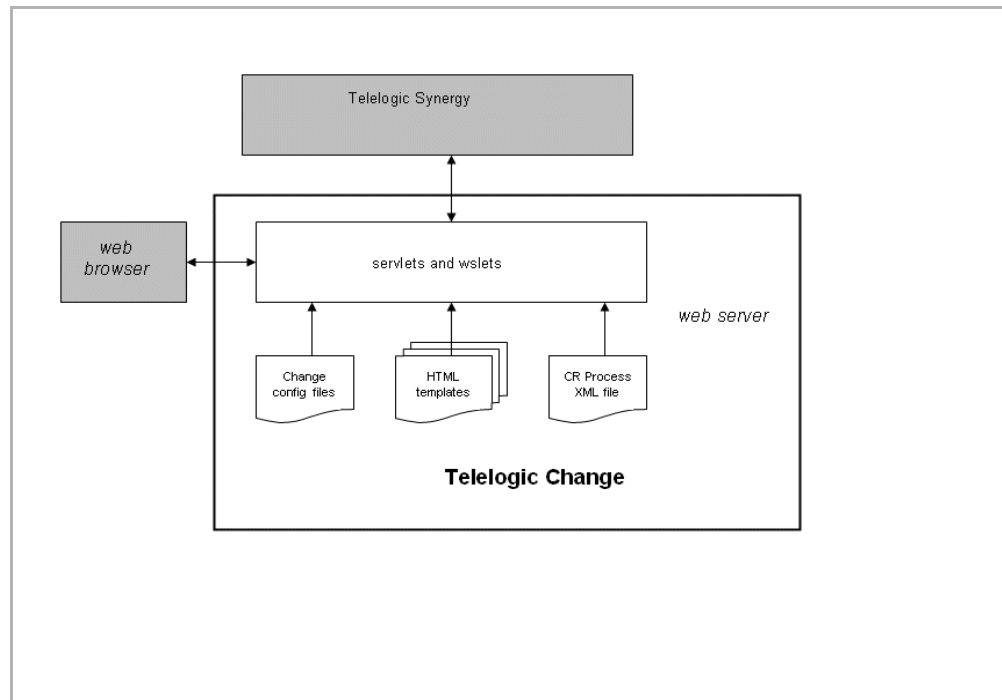 Telelogic Synergy
web
browser
servlets and wslets
web server
Change
config files
HTML
templates
CR Process
XML file
Telelogic Change